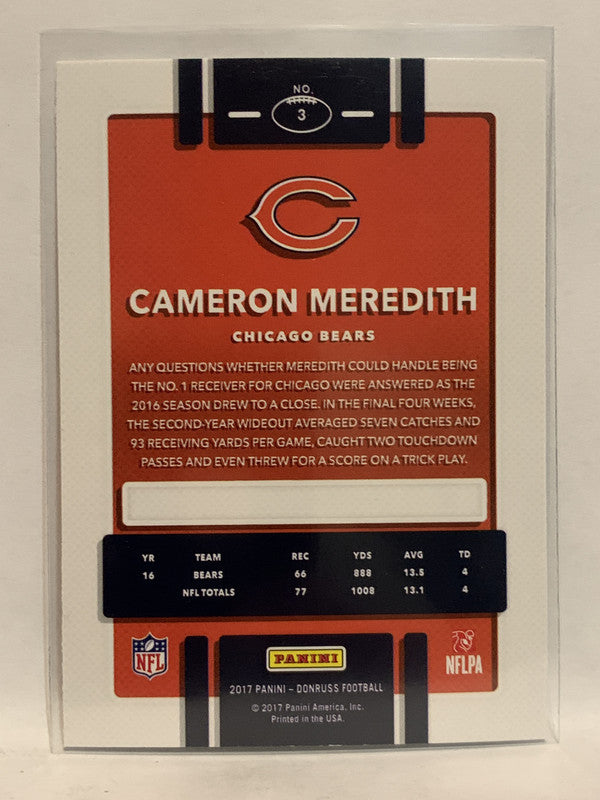 NO.
3
CAMERON MEREDITH
CHICAGO BEARS
ANY QUESTIONS WHETHER MEREDITH COULD HANDLE BEING
THE NO. 1 RECEIVER FOR CHICAGO WERE ANSWERED AS THE
2016 SEASON DREW TO A CLOSE. IN THE FINAL FOUR WEEKS,
THE SECOND-YEAR WIDEOUT AVERAGED SEVEN CATCHES AND
93 RECEIVING YARDS PER GAME, CAUGHT TWO TOUCHDOWN
PASSES AND EVEN THREW FOR A SCORE ON A TRICK PLAY.
YR TEAM REC YDS AVG TD
16 BEARS 66 888 13.5 4
NFL TOTALS 77 1008 13.1 4
NFL PANINI NFLPA
2017 PANINI – DONRUSS FOOTBALL
© 2017 Panini America, Inc.
Printed in the USA.